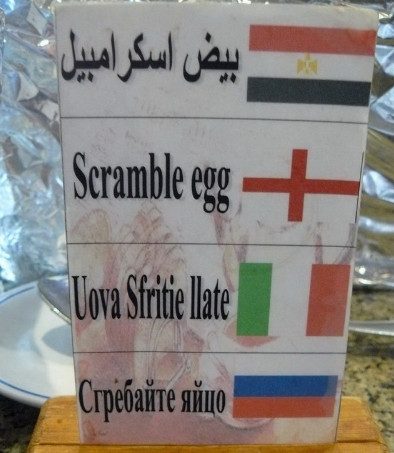 بيض اسكرامبيل
Scramble egg
Uova Sfritie llate
Сгребайте яйцо